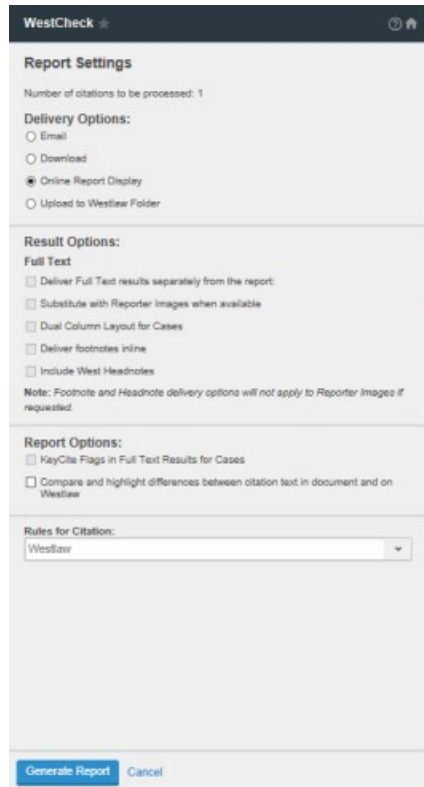 WestCheck
Report Settings
Number of citations to be processed: 1
Delivery Options:
Email
Download
Online Report Display
Upload to Westlaw Folder
Result Options:
Full Text
Deliver Full Text results separately from the report:
Substitute with Reporter Images when available
Dual Column Layout for Cases
Deliver footnotes inline
Include West Headnotes
Note: Footnote and Headnote delivery options will not apply to Reporter Images if
requested.
Report Options:
KeyCite Flags in Full Text Results for Cases
Compare and highlight differences between citation text in document and on
Westlaw
Rules for Citation:
Westlaw
Generate Report Cancel